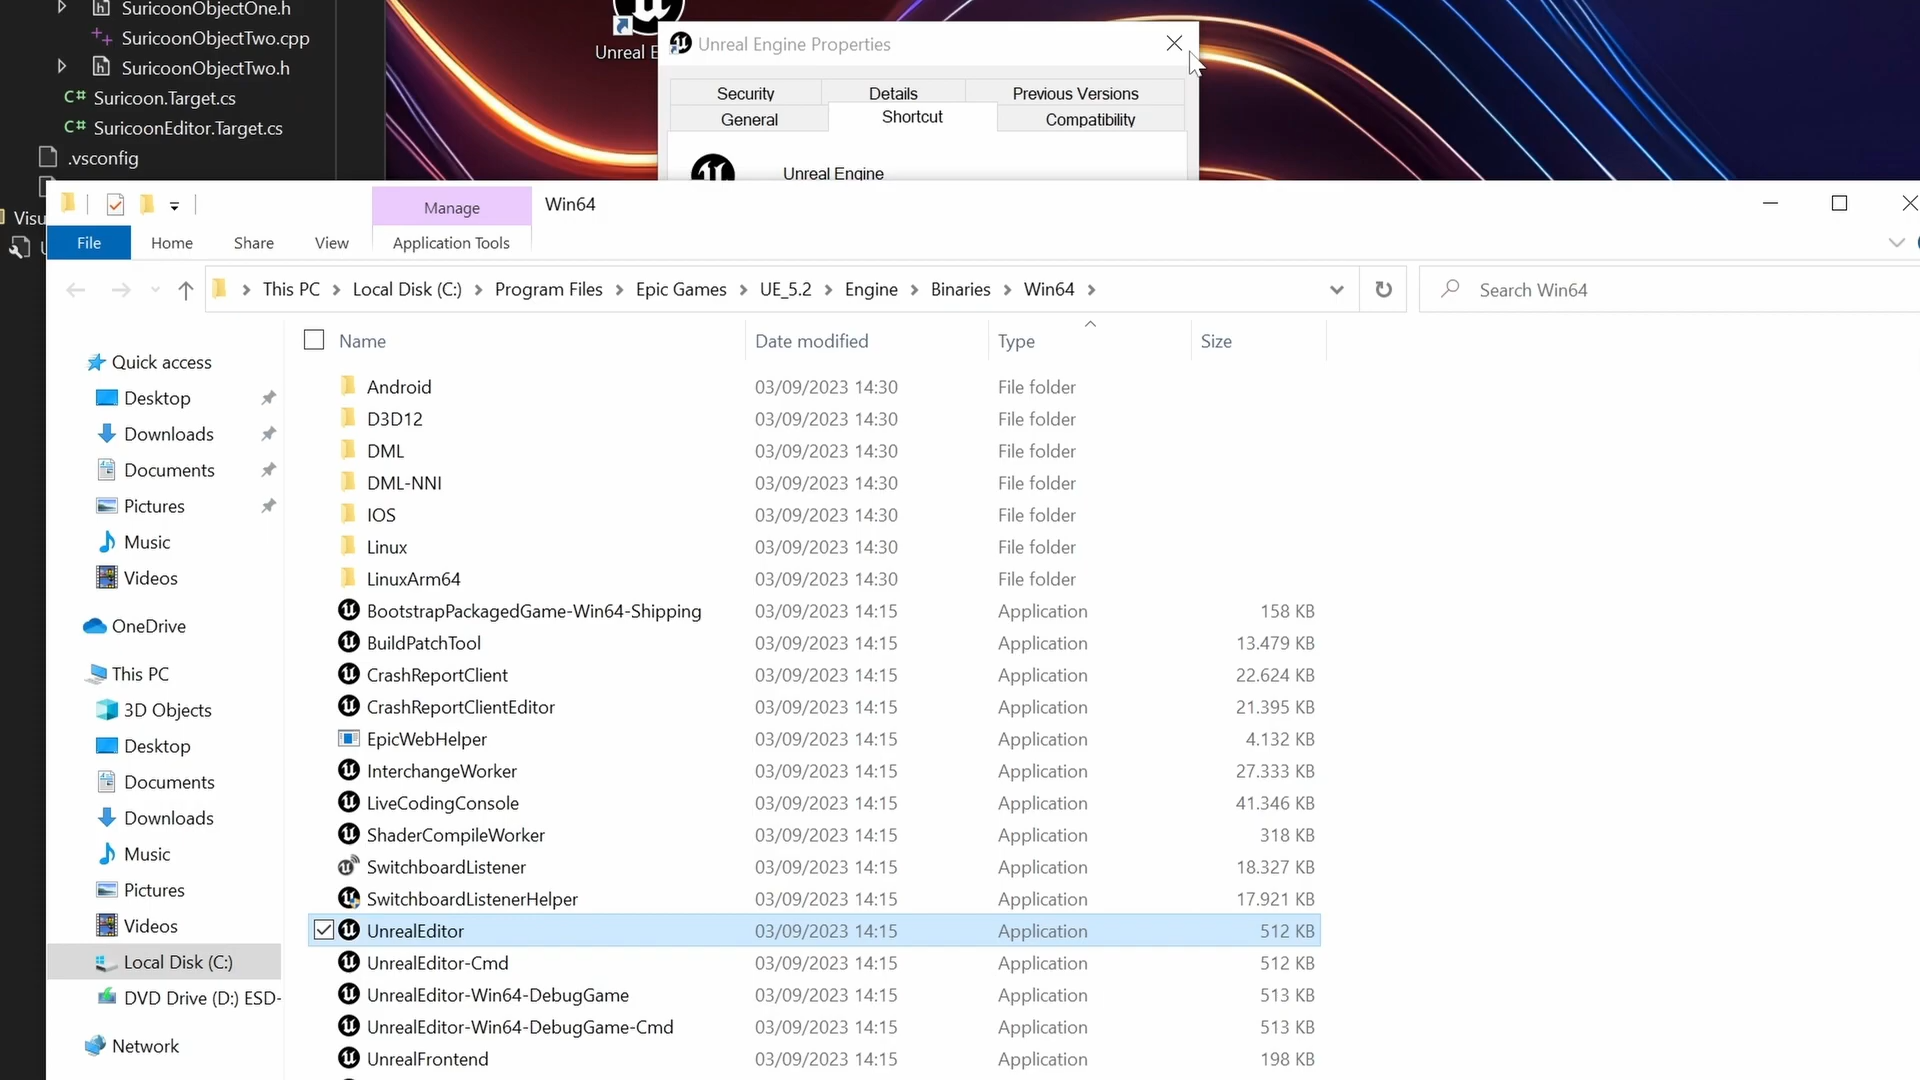 SuricoonObjectOne.h
SuricoonObjectTwo.cpp
SuricoonObjectTwo.h
C# Suricoon.Target.cs
C# SuricoonEditor.Target.cs
.vsconfig
Visu
Unreal E
Unreal Engine Properties
Security Details Previous Versions
General Shortcut Compatibility
Unreal Engine
Manage Win64
File Home Share View Application Tools
This PC > Local Disk (C:) > Program Files > Epic Games > UE_5.2 > Engine > Binaries > Win64 >
Search Win64
Name Date modified Type Size
Quick access
Desktop
Downloads
Documents
Pictures
Music
Videos
OneDrive
This PC
3D Objects
Desktop
Documents
Downloads
Music
Pictures
Videos
Local Disk (C:)
DVD Drive (D:) ESD-
Network
Android 03/09/2023 14:30 File folder
D3D12 03/09/2023 14:30 File folder
DML 03/09/2023 14:30 File folder
DML-NNI 03/09/2023 14:30 File folder
IOS 03/09/2023 14:30 File folder
Linux 03/09/2023 14:30 File folder
LinuxArm64 03/09/2023 14:30 File folder
BootstrapPackagedGame-Win64-Shipping 03/09/2023 14:15 Application 158 KB
BuildPatchTool 03/09/2023 14:15 Application 13.479 KB
CrashReportClient 03/09/2023 14:15 Application 22.624 KB
CrashReportClientEditor 03/09/2023 14:15 Application 21.395 KB
EpicWebHelper 03/09/2023 14:15 Application 4.132 KB
InterchangeWorker 03/09/2023 14:15 Application 27.333 KB
LiveCodingConsole 03/09/2023 14:15 Application 41.346 KB
ShaderCompileWorker 03/09/2023 14:15 Application 318 KB
SwitchboardListener 03/09/2023 14:15 Application 18.327 KB
SwitchboardListenerHelper 03/09/2023 14:15 Application 17.921 KB
UnrealEditor 03/09/2023 14:15 Application 512 KB
UnrealEditor-Cmd 03/09/2023 14:15 Application 512 KB
UnrealEditor-Win64-DebugGame 03/09/2023 14:15 Application 513 KB
UnrealEditor-Win64-DebugGame-Cmd 03/09/2023 14:15 Application 513 KB
UnrealFrontend 03/09/2023 14:15 Application 198 KB